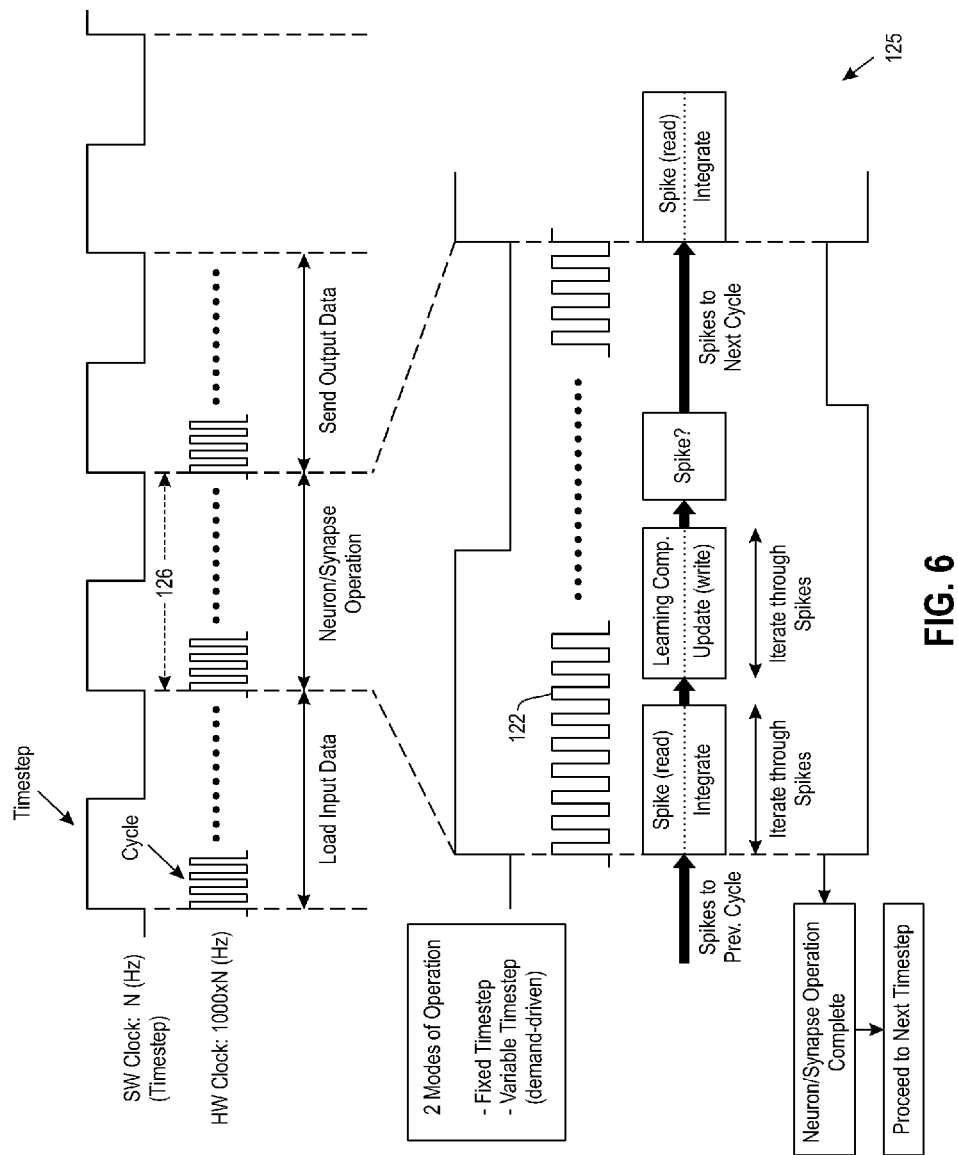 Timestep
SW Clock: N (Hz)
(Timestep)
Cycle
HW Clock: 1000xN (Hz)
126
Load Input Data
Neuron/Synapse
Operation
Send Output Data
2 Modes of Operation
- Fixed Timestep
- Variable Timestep
(demand-driven)
122
Spikes to
Prev. Cycle
Spike (read)
Integrate
Learning Comp.
Update (write)
Spike?
Spikes to
Next Cycle
Spike (read)
Integrate
Iterate through
Spikes
Iterate through
Spikes
Neuron/Synapse Operation
Complete
Proceed to Next Timestep
125
FIG. 6